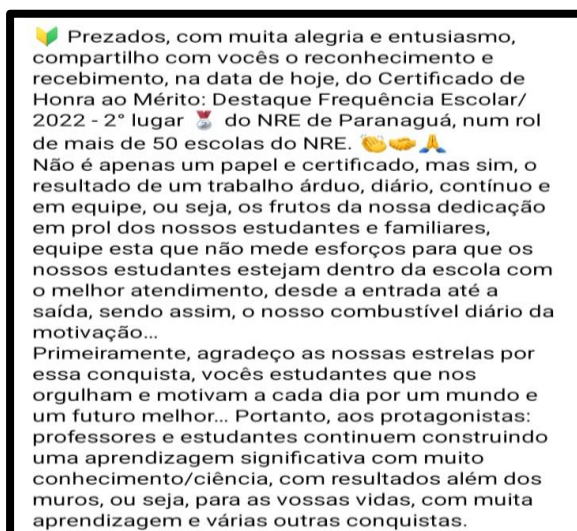 🔰 Prezados, com muita alegria e entusiasmo,
compartilho com vocês o reconhecimento e
recebimento, na data de hoje, do Certificado de
Honra ao Mérito: Destaque Frequência Escolar/
2022 - 2° lugar 🥈 do NRE de Paranaguá, num rol
de mais de 50 escolas do NRE. 👏🤝🙏
Não é apenas um papel e certificado, mas sim, o
resultado de um trabalho árduo, diário, contínuo e
em equipe, ou seja, os frutos da nossa dedicação
em prol dos nossos estudantes e familiares,
equipe esta que não mede esforços para que os
nossos estudantes estejam dentro da escola com
o melhor atendimento, desde a entrada até a
saída, sendo assim, o nosso combustível diário da
motivação...
Primeiramente, agradeço as nossas estrelas por
essa conquista, vocês estudantes que nos
orgulham e motivam a cada dia por um mundo e
um futuro melhor... Portanto, aos protagonistas:
professores e estudantes continuem construindo
uma aprendizagem significativa com muito
conhecimento/ciência, com resultados além dos
muros, ou seja, para as vossas vidas, com muita
aprendizagem e várias outras conquistas.